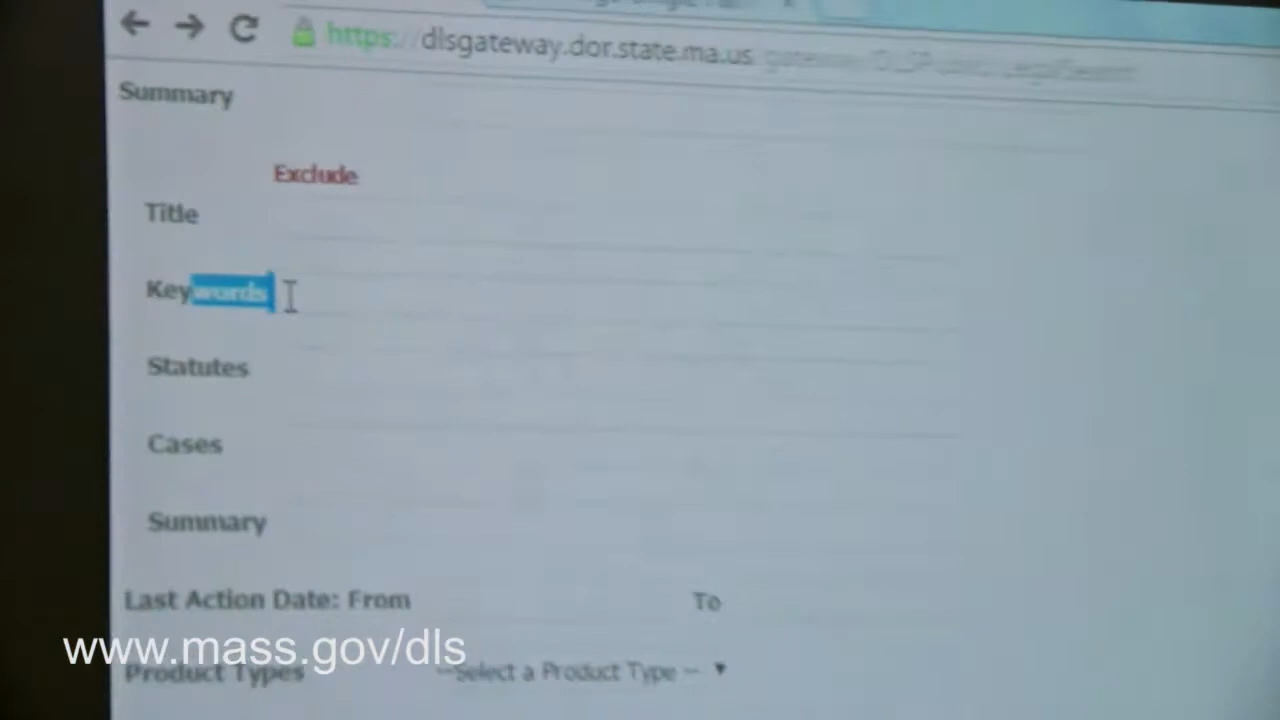 https://dlsgateway.dor.state.ma.us
Summary
Exclude
Title
Keywords
Statutes
Cases
Summary
Last Action Date: From To
www.mass.gov/dls
Product Types --Select a Product Type --